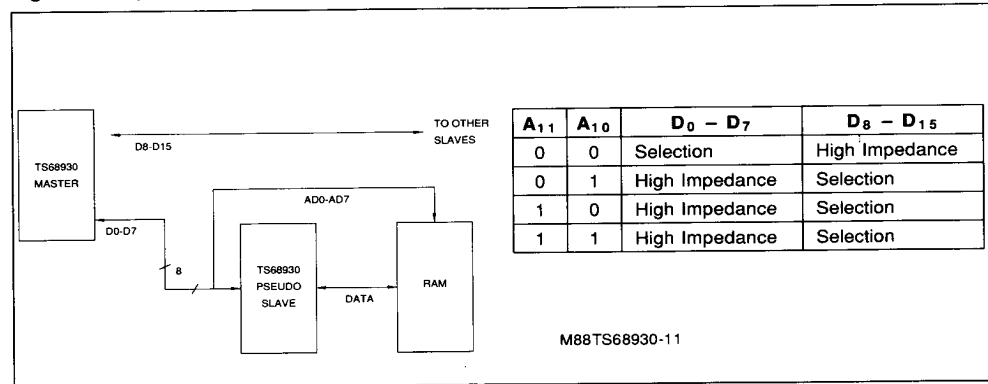 TS68930
MASTER
D8-D15
TO OTHER
SLAVES
D0-D7
8
AD0-AD7
TS68930
PSEUDO
SLAVE
DATA
RAM
A11 A10 D0 – D7 D8 – D15
0 0 Selection High Impedance
0 1 High Impedance Selection
1 0 High Impedance Selection
1 1 High Impedance Selection
M88TS68930-11